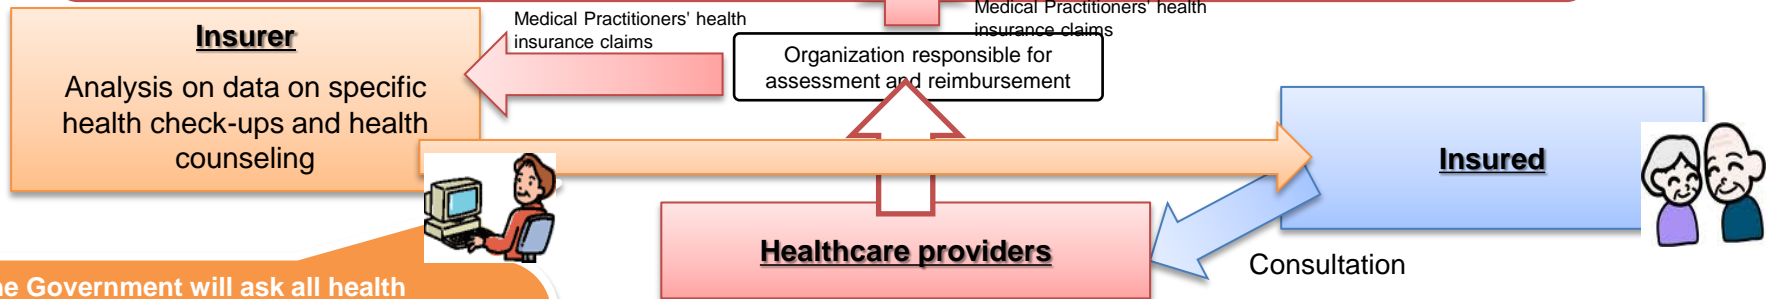 Insurer
Analysis on data on specific
health check-ups and health
counseling
Medical Practitioners' health
insurance claims
Medical Practitioners' health
insurance claims
Organization responsible for
assessment and reimbursement
Insured
Healthcare providers
Consultation
Government will ask all health